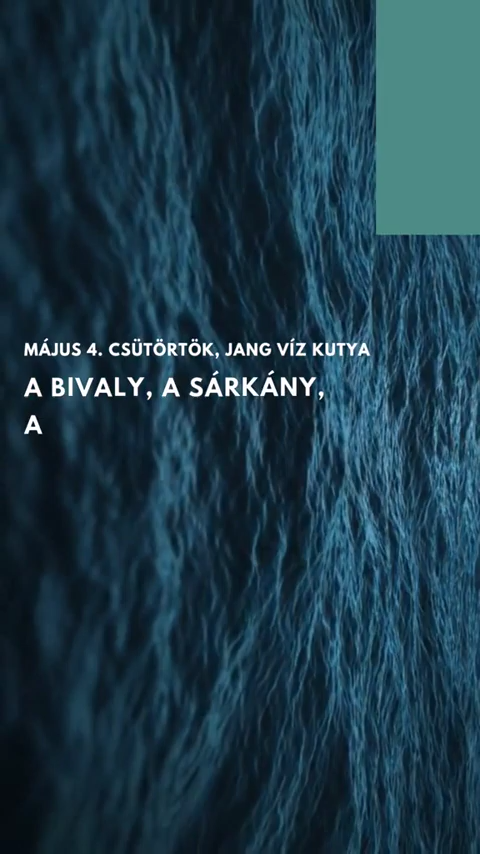 MÁJUS 4. CSÜTÖRTÖK, JANG VÍZ KUTYA
A BIVALY, A SÁRKÁNY,
A